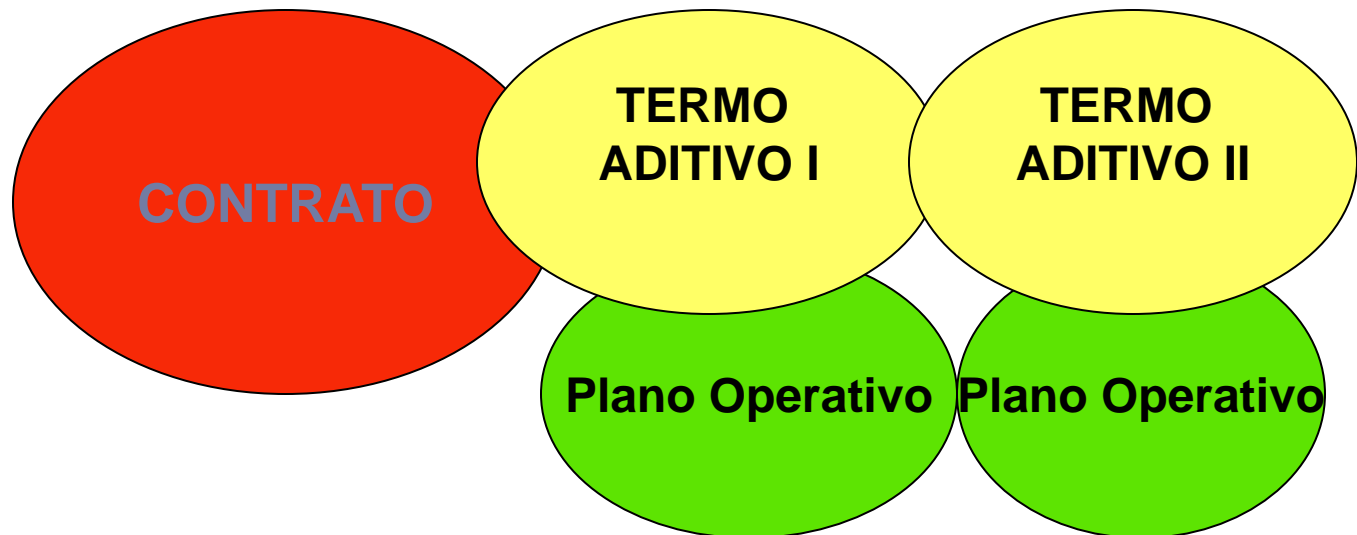 CONTRATO
TERMO
ADITIVO I
TERMO
ADITIVO II
Plano Operativo
Plano Operativo